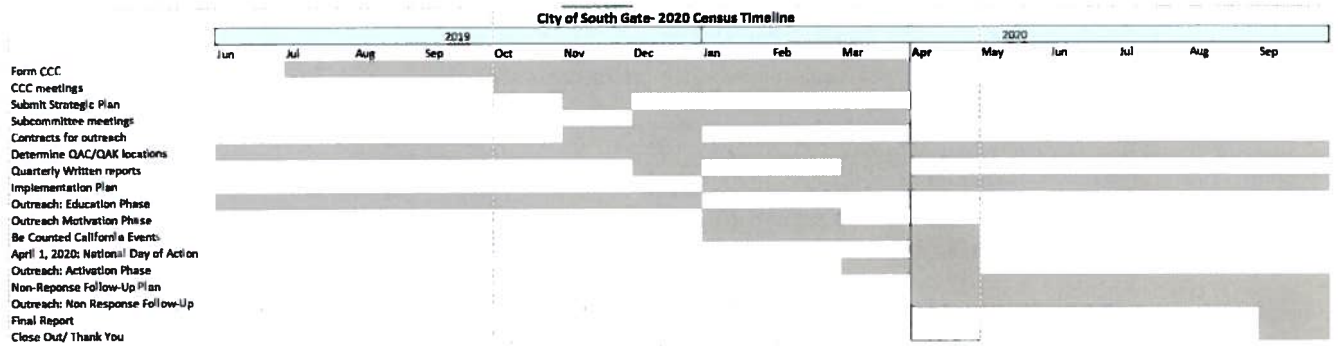 City of South Gate- 2020 Census Timeline
2019 2020
Jun Jul Aug Sep Oct Nov Dec Jan Feb Mar Apr May Jun Jul Aug Sep
Form CCC
CCC meetings
Submit Strategic Plan
Subcommittee meetings
Contracts for outreach
Determine QAC/QAK locations
Quarterly Written reports
Implementation Plan
Outreach: Education Phase
Outreach Motivation Phase
Be Counted California Events
April 1, 2020: National Day of Action
Outreach: Activation Phase
Non-Reponse Follow-Up Plan
Outreach: Non Response Follow-Up
Final Report
Close Out/ Thank You